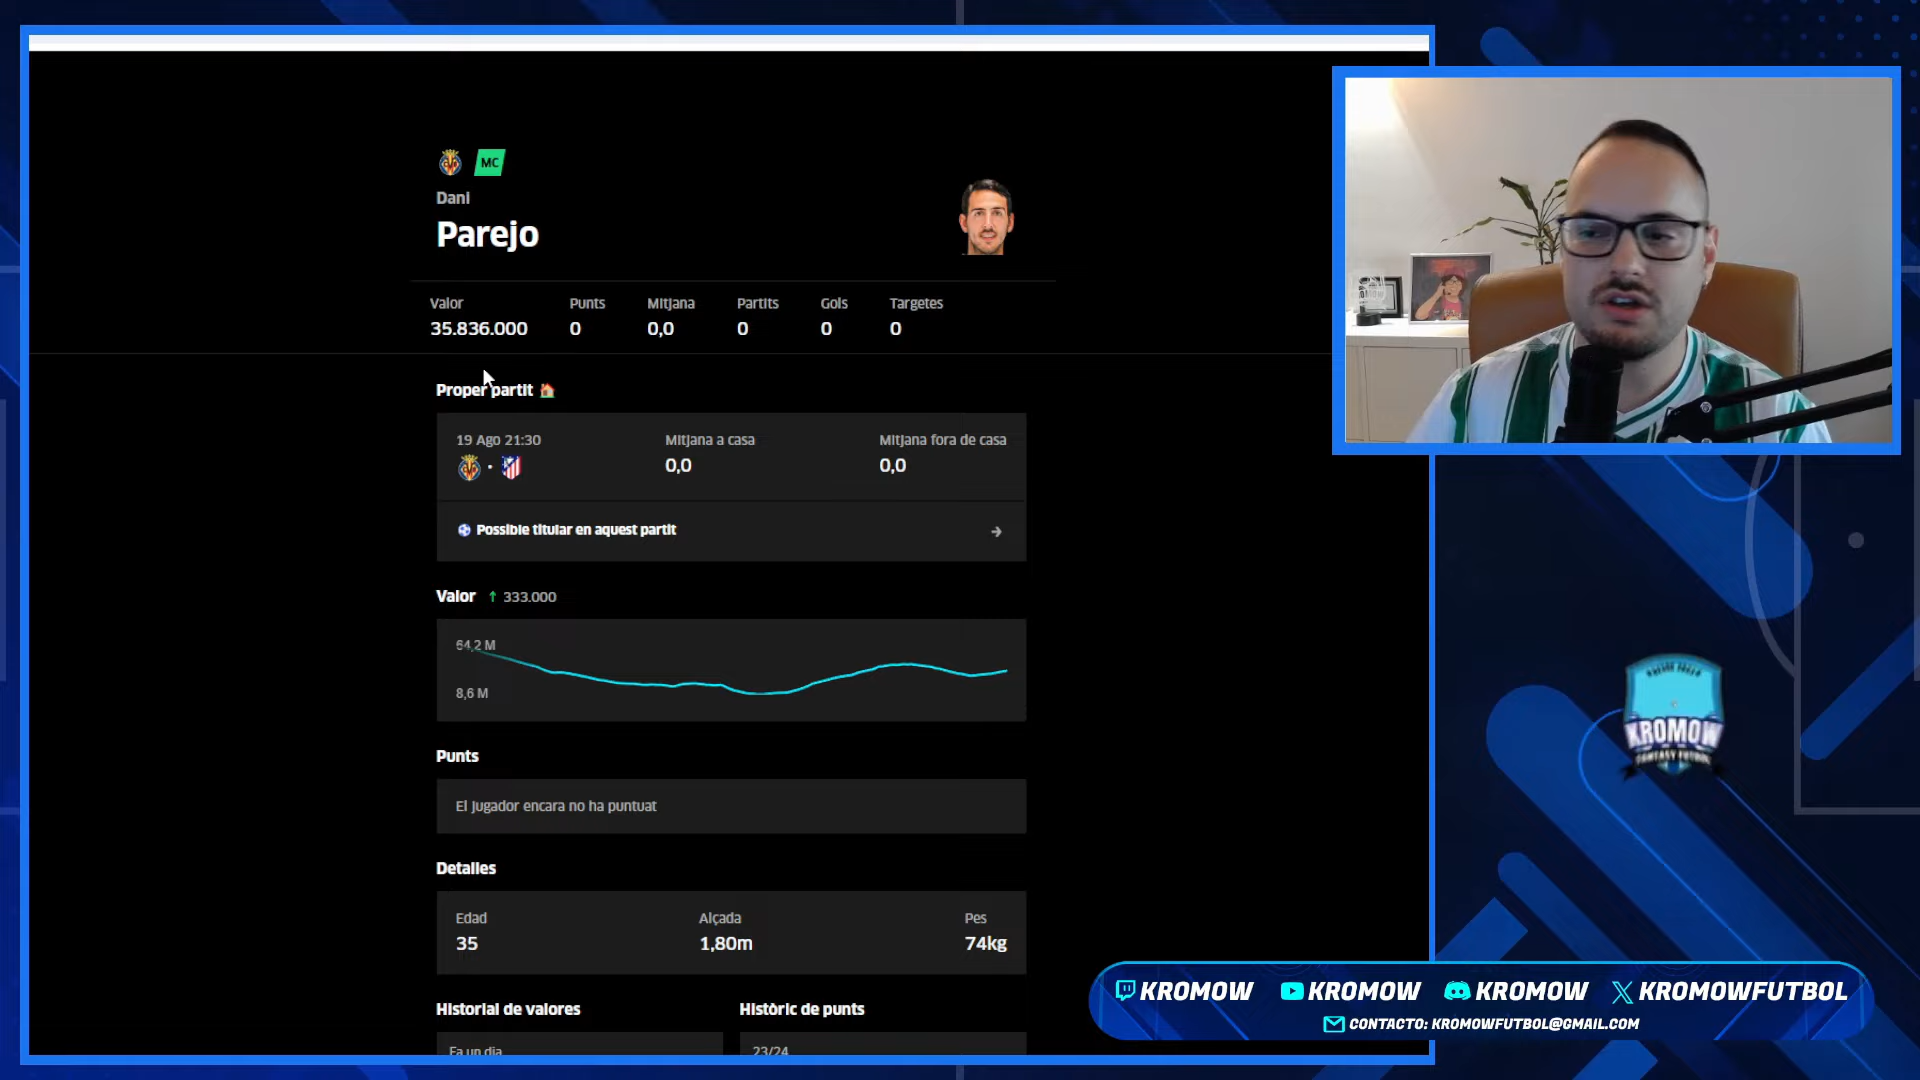 MC
Dani
Parejo
Valor Punts Mitjana Partits Gols Targetes
35.836.000 0 0,0 0 0 0
Proper partit
19 Ago 21:30 Mitjana a casa Mitjana fora de casa
0,0 0,0
Possible titular en aquest partit
Valor ↑ 333.000
64,2 M
8,6 M
Punts
El jugador encara no ha puntuat
Detalles
Edad Alçada Pes
35 1,80m 74kg
Historial de valores Històric de punts
Fa un dia 23/24
KROMOW
FANTASY FUTBOL
KROMOW KROMOW KROMOW KROMOWFUTBOL
CONTACTO: KROMOWFUTBOL@GMAIL.COM